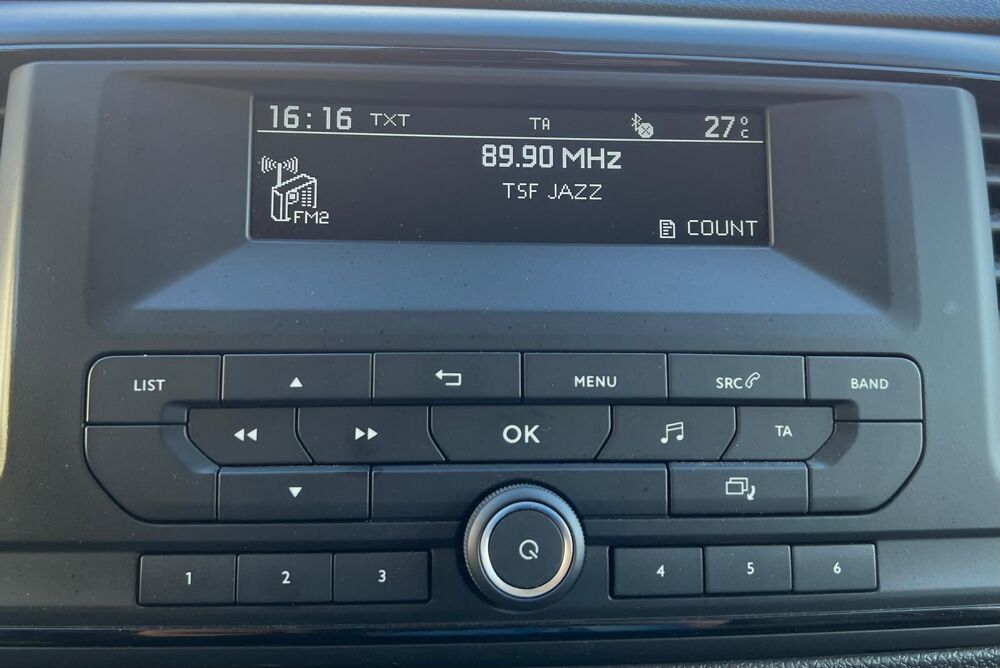 16:16 TXT TA 27°C
89.90 MHz
TSF JAZZ
FM2
COUNT
LIST MENU SRC BAND
OK TA
1 2 3 4 5 6